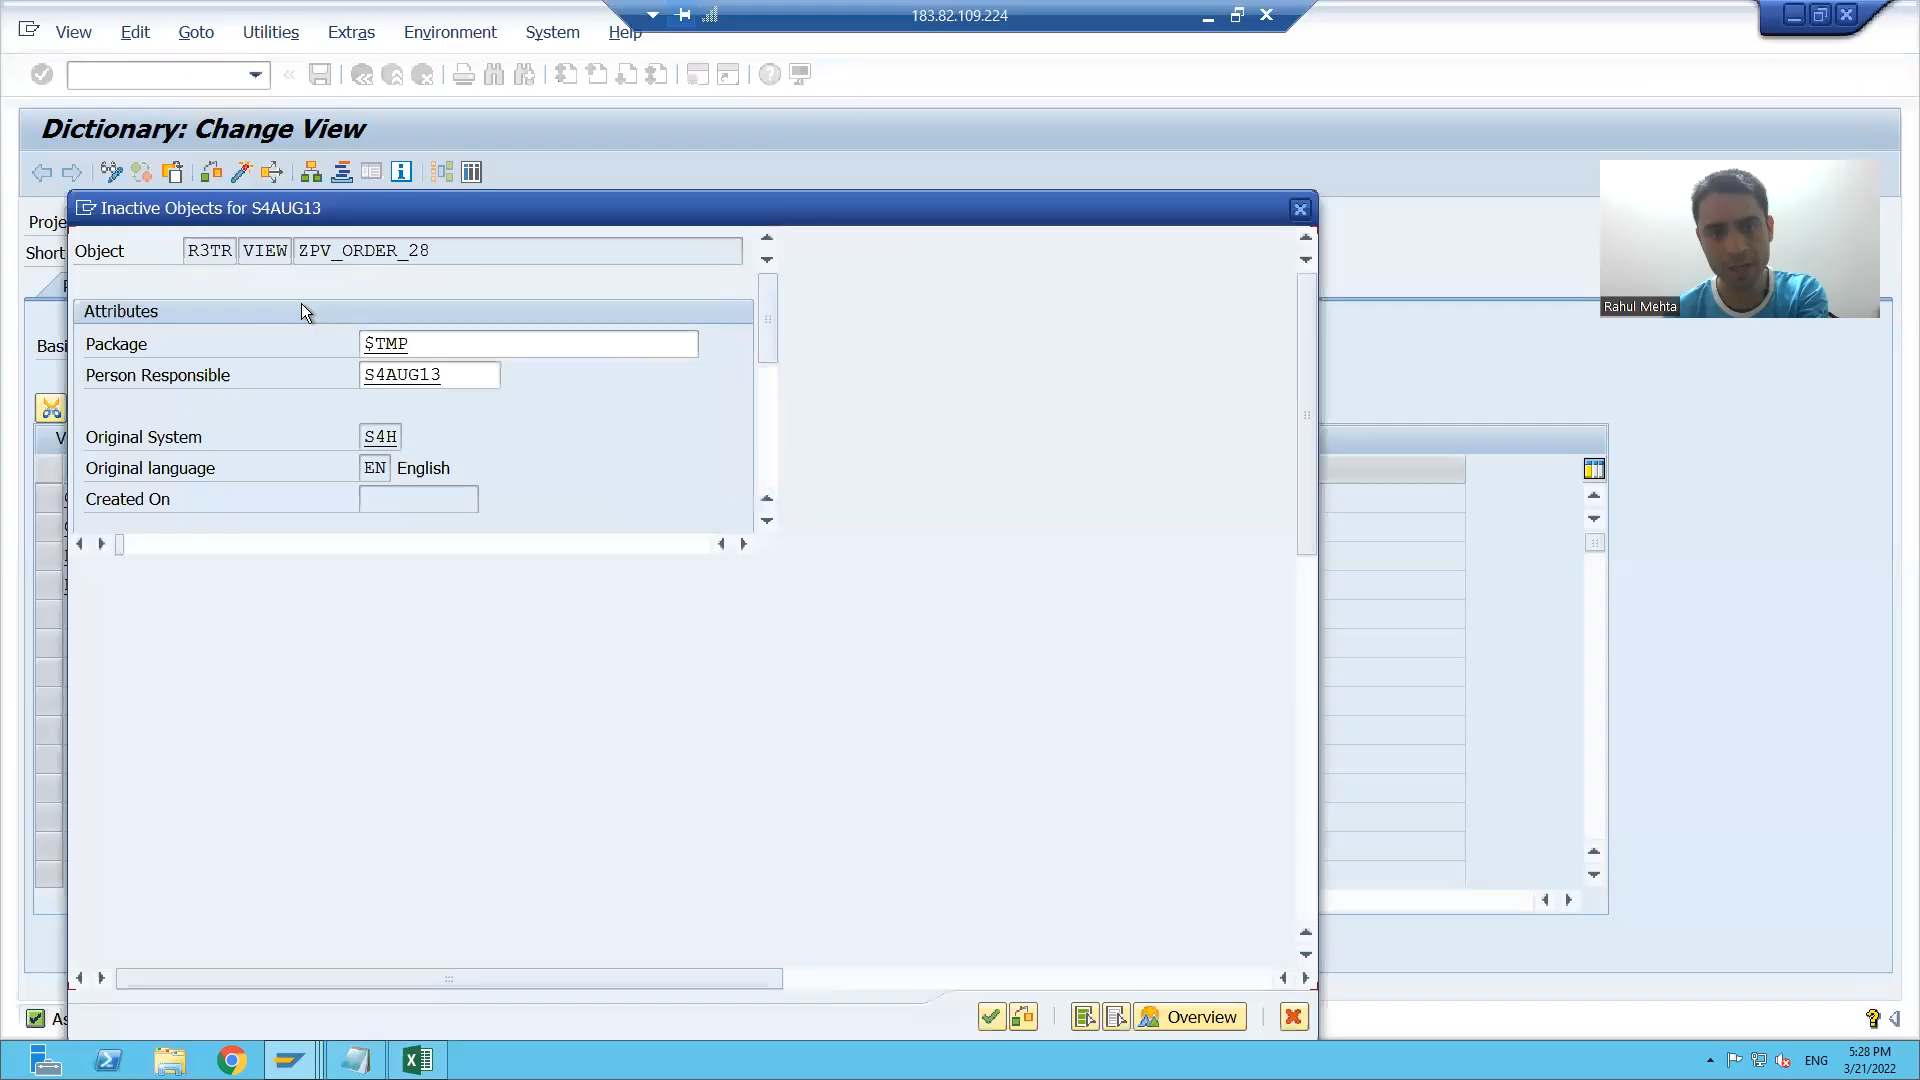 183.82.109.224
View Edit Goto Utilities Extras Environment System Help
Dictionary: Change View
Inactive Objects for S4AUG13
Object R3TR VIEW ZPV_ORDER_28
Attributes
Package $TMP
Person Responsible S4AUG13
Original System S4H
Original language EN English
Created On
Overview
Rahul Mehta
ENG
5:28 PM
3/21/2022